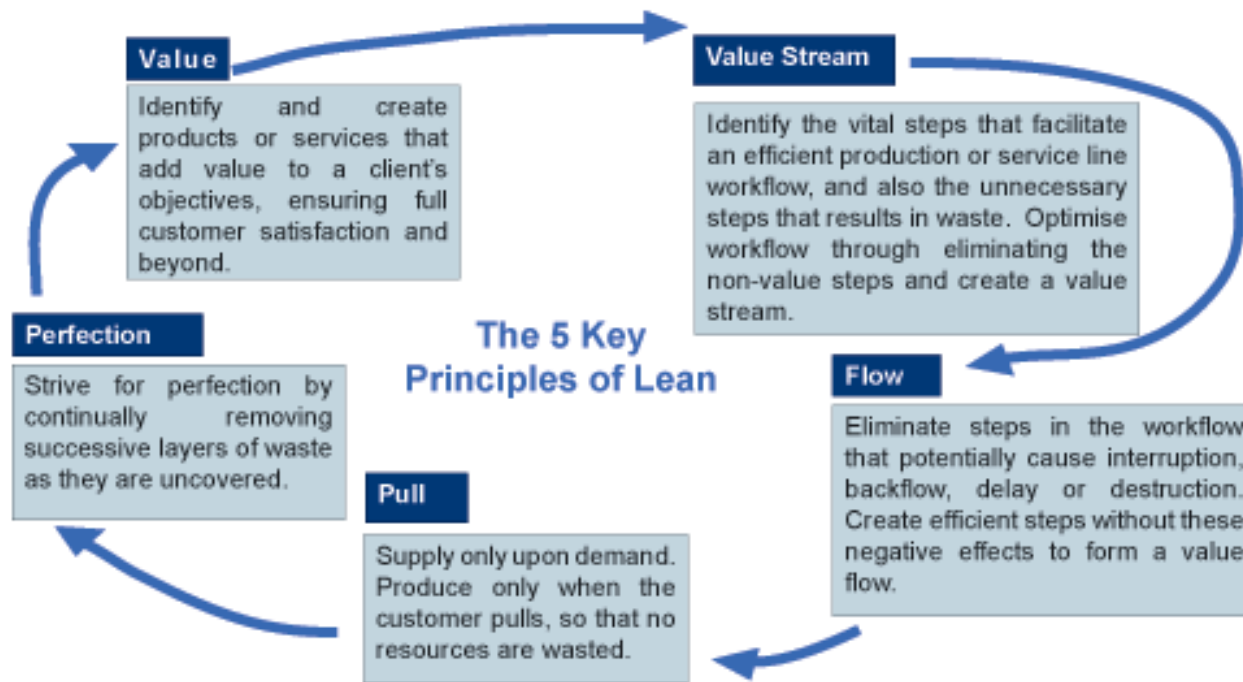 Value
Identify and create
products or services that
add value to a client's
objectives, ensuring full
customer satisfaction and
beyond.
Value Stream
Identify the vital steps that facilitate
an efficient production or service line
workflow, and also the unnecessary
steps that results in waste. Optimise
workflow through eliminating the
non-value steps and create a value
stream.
The 5 Key
Principles of Lean
Flow
Eliminate steps in the workflow
that potentially cause interruption,
backflow, delay or destruction.
Create efficient steps without these
negative effects to form a value
flow.
Pull
Supply only upon demand.
Produce only when the
customer pulls, so that no
resources are wasted.
Perfection
Strive for perfection by
continually removing
successive layers of waste
as they are uncovered.